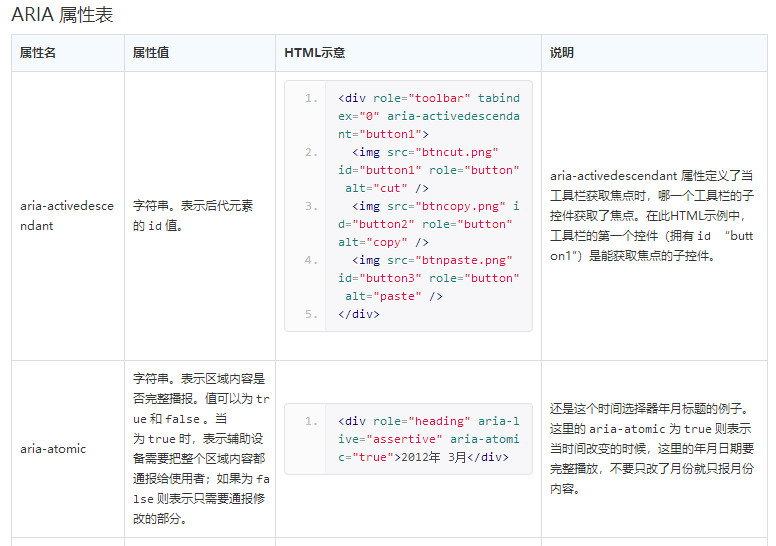 ARIA 属性表
属性名 属性值 HTML示意 说明
aria-activedesce
ndant
字符串。表示后代元素
的 id 值。
1. <div role="toolbar" tabind
ex="0" aria-activedescenda
nt="button1">
2. <img src="btncut.png"
id="button1" role="button"
alt="cut" />
3. <img src="btncopy.png" i
d="button2" role="button"
alt="copy" />
4. <img src="btnpaste.png"
id="button3" role="button"
alt="paste" />
5. </div>
aria-activedescendant 属性定义了当
工具栏获取焦点时，哪一个工具栏的子
控件获取了焦点。在此HTML示例中，
工具栏的第一个控件（拥有 id “butt
on1”）是能获取焦点的子控件。
aria-atomic
字符串。表示区域内容是
否完整播报。值可以为 tr
ue 和 false 。当
为 true 时，表示辅助设
备需要把整个区域内容都
通报给使用者；如果为 fa
lse 则表示只需要通报修
改的部分。
1. <div role="heading" aria-l
ive="assertive" aria-atomi
c="true">2012年 3月</div>
还是这个时间选择器年月标题的例子。
这里的 aria-atomic 为 true 则表示
当时间改变的时候，这里的年月日期要
完整播放，不要只改了月份就只报月份
内容。